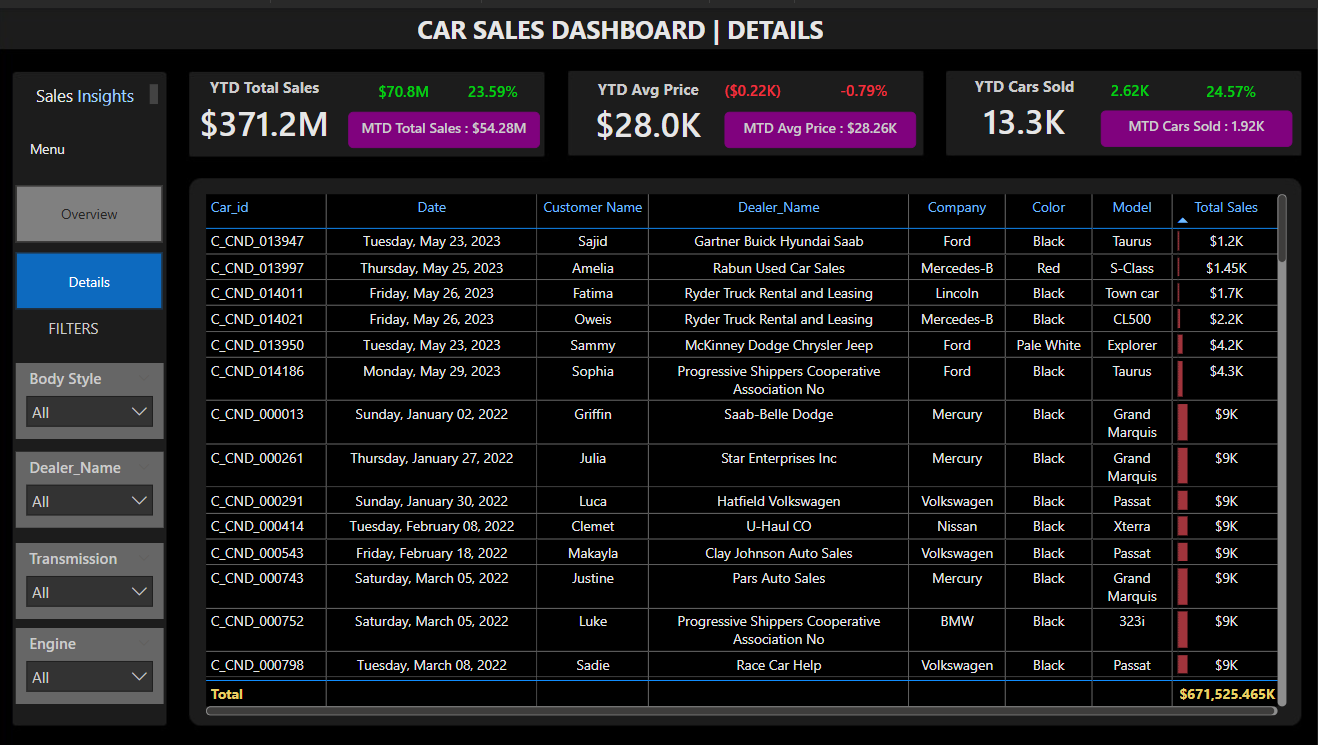 CAR SALES DASHBOARD | DETAILS
Sales Insights
Menu
Overview
Details
FILTERS
Body Style
All
Dealer_Name
All
Transmission
All
Engine
All
YTD Total Sales $70.8M 23.59%
$371.2M MTD Total Sales : $54.28M
YTD Avg Price ($0.22K) -0.79%
$28.0K MTD Avg Price : $28.26K
YTD Cars Sold 2.62K 24.57%
13.3K MTD Cars Sold : 1.92K
Car_id Date Customer Name Dealer_Name Company Color Model Total Sales
C_CND_013947 Tuesday, May 23, 2023 Sajid Gartner Buick Hyundai Saab Ford Black Taurus $1.2K
C_CND_013997 Thursday, May 25, 2023 Amelia Rabun Used Car Sales Mercedes-B Red S-Class $1.45K
C_CND_014011 Friday, May 26, 2023 Fatima Ryder Truck Rental and Leasing Lincoln Black Town car $1.7K
C_CND_014021 Friday, May 26, 2023 Oweis Ryder Truck Rental and Leasing Mercedes-B Black CL500 $2.2K
C_CND_013950 Tuesday, May 23, 2023 Sammy McKinney Dodge Chrysler Jeep Ford Pale White Explorer $4.2K
C_CND_014186 Monday, May 29, 2023 Sophia Progressive Shippers Cooperative Ford Black Taurus $4.3K
Association No
C_CND_000013 Sunday, January 02, 2022 Griffin Saab-Belle Dodge Mercury Black Grand $9K
Marquis
C_CND_000261 Thursday, January 27, 2022 Julia Star Enterprises Inc Mercury Black Grand $9K
Marquis
C_CND_000291 Sunday, January 30, 2022 Luca Hatfield Volkswagen Volkswagen Black Passat $9K
C_CND_000414 Tuesday, February 08, 2022 Clemet U-Haul CO Nissan Black Xterra $9K
C_CND_000543 Friday, February 18, 2022 Makayla Clay Johnson Auto Sales Volkswagen Black Passat $9K
C_CND_000743 Saturday, March 05, 2022 Justine Pars Auto Sales Mercury Black Grand $9K
Marquis
C_CND_000752 Saturday, March 05, 2022 Luke Progressive Shippers Cooperative BMW Black 323i $9K
Association No
C_CND_000798 Tuesday, March 08, 2022 Sadie Race Car Help Volkswagen Black Passat $9K
Total $671,525.465K